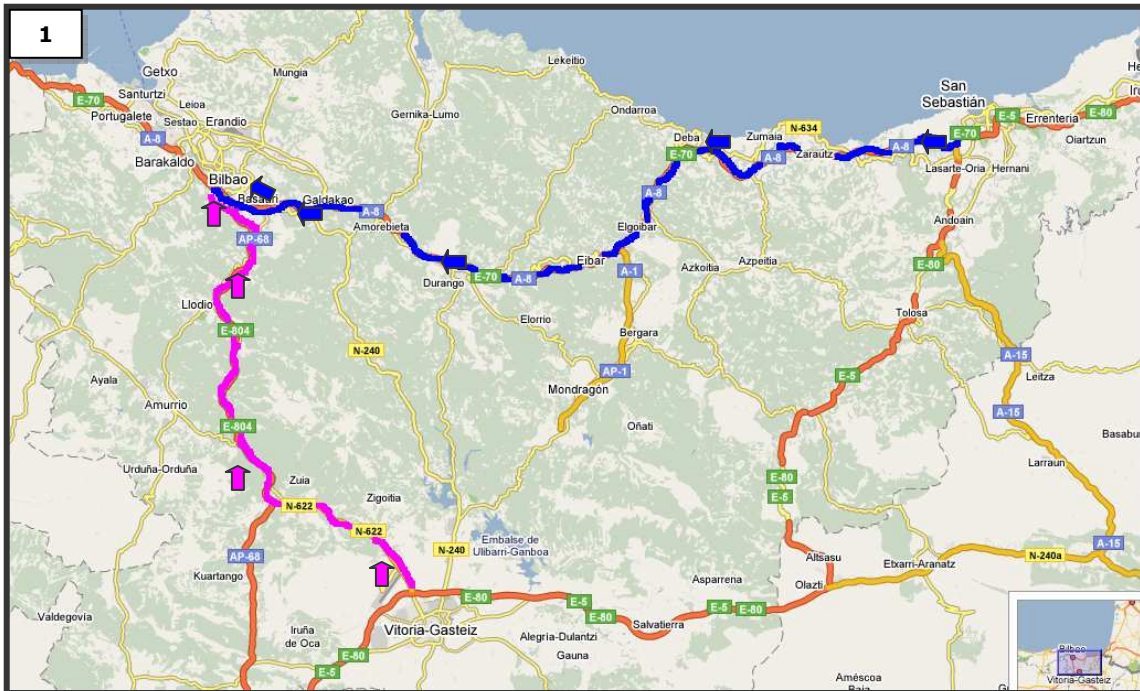 1
Getxo
Mungia
Lekeitio
Santurtzi
Leioa
Portugalete
Sestao
Erandio
E-70
A-8
Barakaldo
Bilbao
Basauri
Galdakao
Gernika-Lumo
Ondarroa
Deba
Zumaia
N-634
San
Sebastián
E-5
E-80
Errenteria
Oiartzun
E-70
A-8
Zarautz
A-8
E-70
Lasarte-Oria
Hernani
A-8
A-8
Amorebieta
AP-68
Elgoibar
Andoain
Eibar
A-1
Azkoitia
Azpeitia
E-80
E-70
A-8
Durango
Llodio
Elorrio
Tolosa
E-804
Bergara
N-240
AP-1
A-15
Leitza
Ayala
Mondragón
E-5
Amurrio
A-15
E-804
Oñati
Basabur
Urduña-Orduña
Larraun
Zuia
Zigoitia
E-80
E-5
N-622
N-622
Embalse de
Ulibarri-Ganboa
A-15
AP-68
N-240
Altsasu
N-240a
Kuartango
Asparrena
Etxarri-Aranatz
Olazti
E-80
E-5
E-5
E-80
Valdegovía
Iruña
de Oca
Vitoria-Gasteiz
E-80
Salvatierra
Alegria-Dulantzi
Gauna
E-80
E-5
Améscoa
Baja
Bilbao
Vitoria-Gasteiz